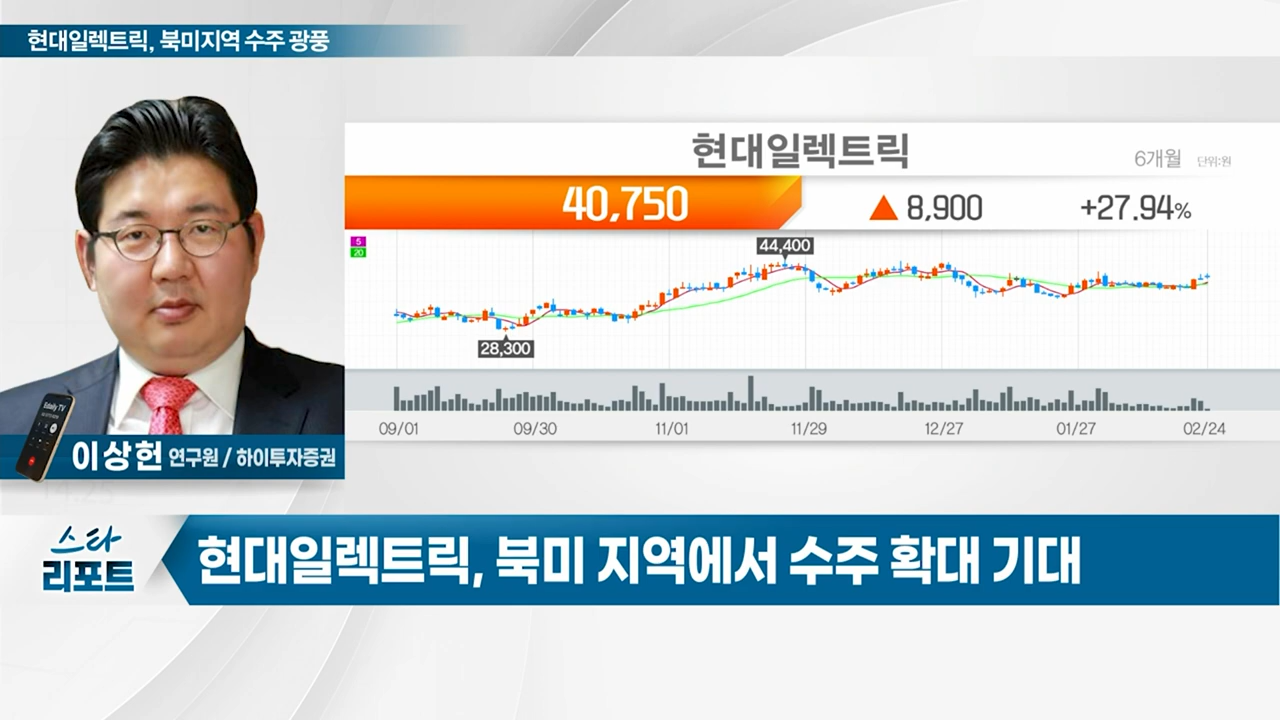 현대일렉트릭, 북미지역 수주 광풍
현대일렉트릭
6개월 단위:원
40,750
▲ 8,900
+27.94%
5
20
44,400
28,300
09/01 09/30 11/01 11/29 12/27 01/27 02/24
Edaily TV
이상헌 연구원 / 하이투자증권
14:25
스타
리포트
현대일렉트릭, 북미 지역에서 수주 확대 기대